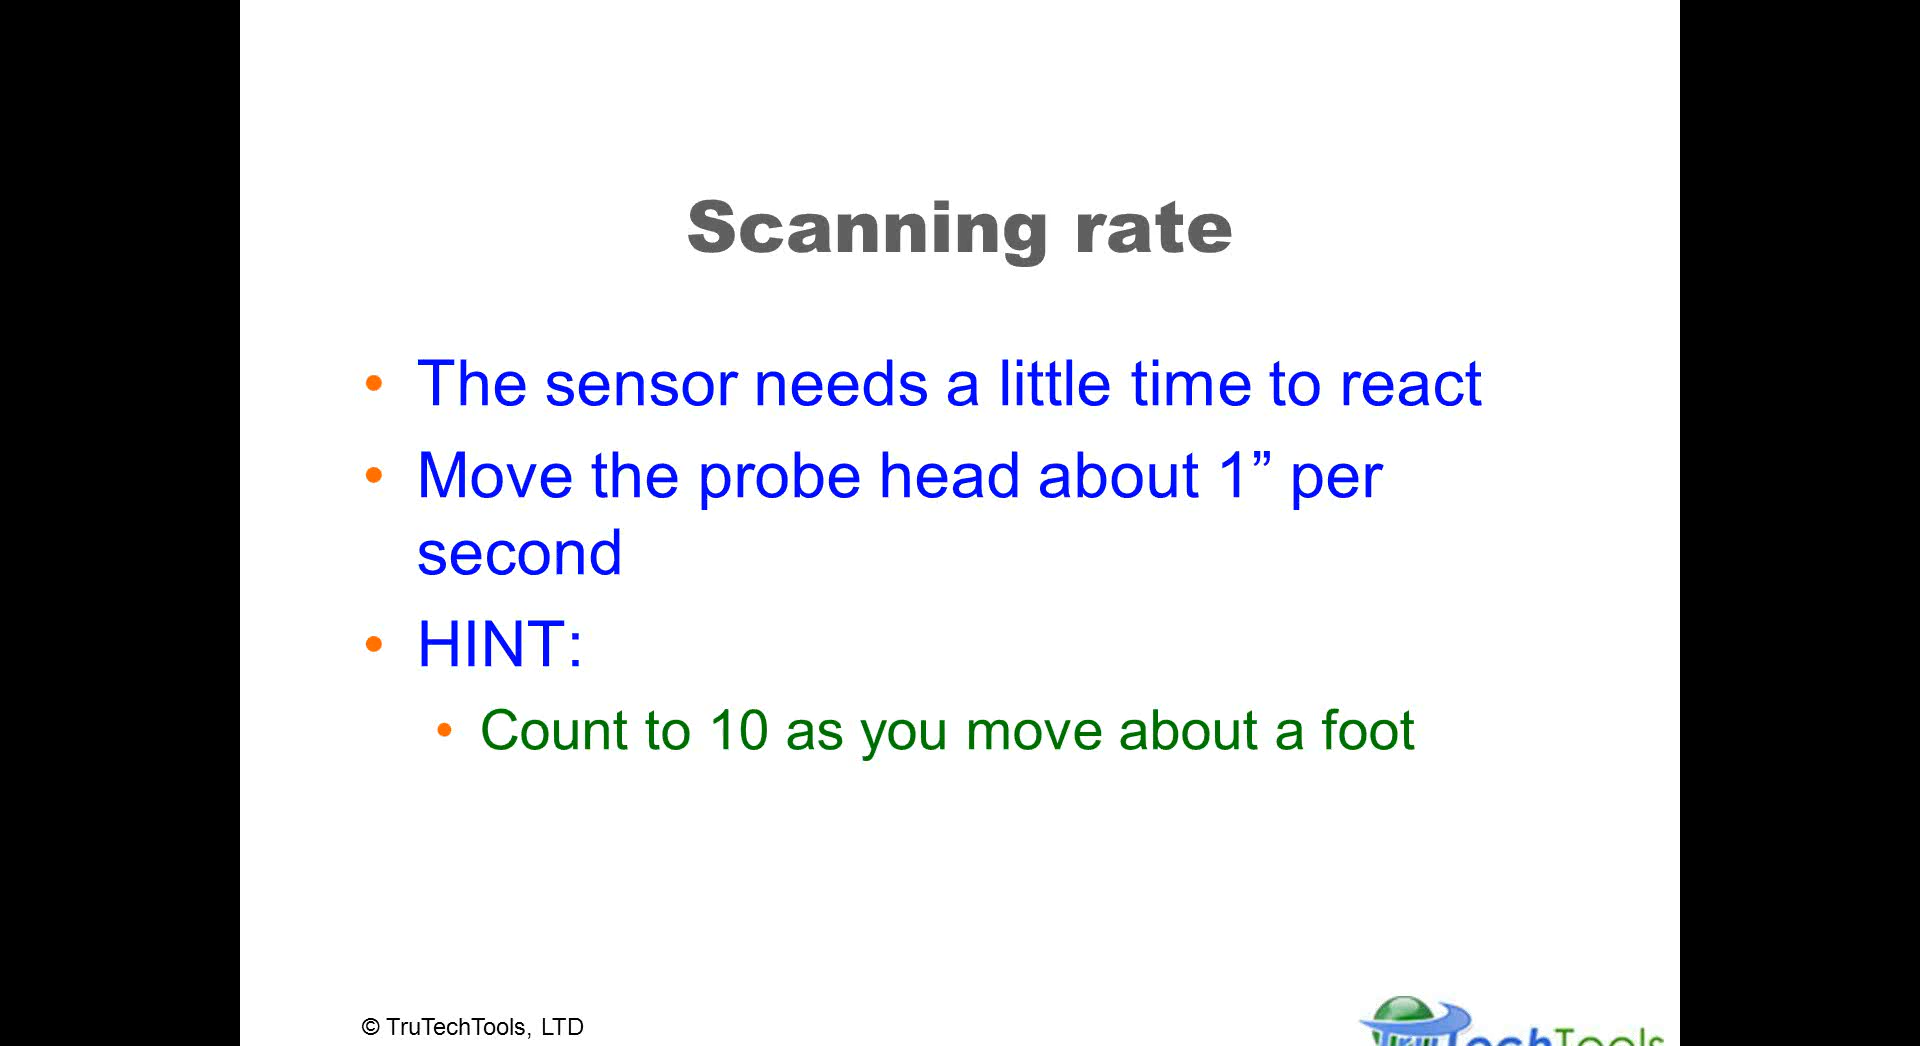 Scanning rate
• The sensor needs a little time to react
• Move the probe head about 1” per
second
• HINT:
• Count to 10 as you move about a foot
© TruTechTools, LTD
TechTools